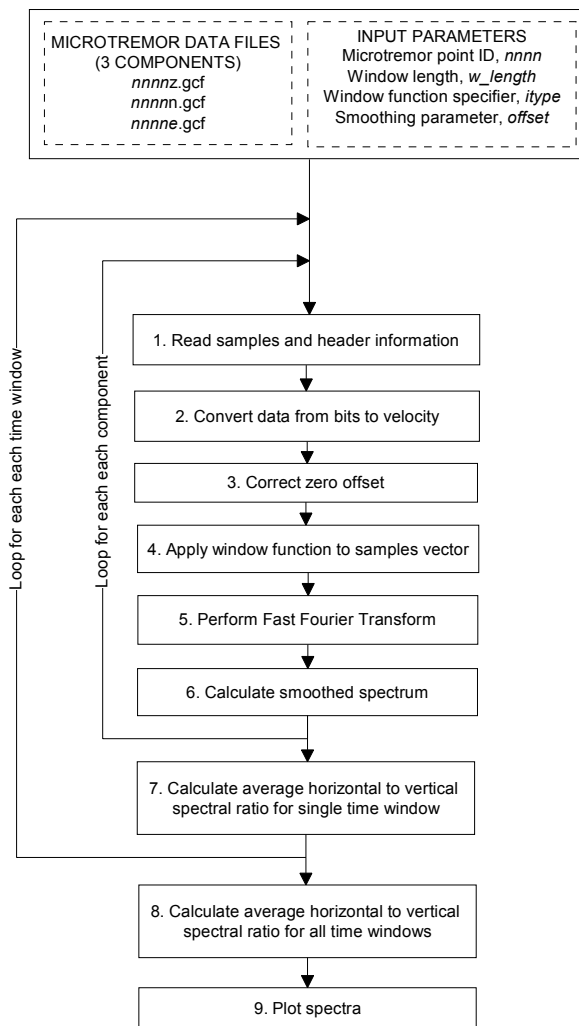 MICROTREMOR DATA FILES
(3 COMPONENTS)
nnnnz.gcf
nnnnn.gcf
nnnne.gcf
INPUT PARAMETERS
Microtremor point ID, nnnn
Window length, w_length
Window function specifier, itype
Smoothing parameter, offset
Loop for each each time window
Loop for each each component
1. Read samples and header information
2. Convert data from bits to velocity
3. Correct zero offset
4. Apply window function to samples vector
5. Perform Fast Fourier Transform
6. Calculate smoothed spectrum
7. Calculate average horizontal to vertical
spectral ratio for single time window
8. Calculate average horizontal to vertical
spectral ratio for all time windows
9. Plot spectra